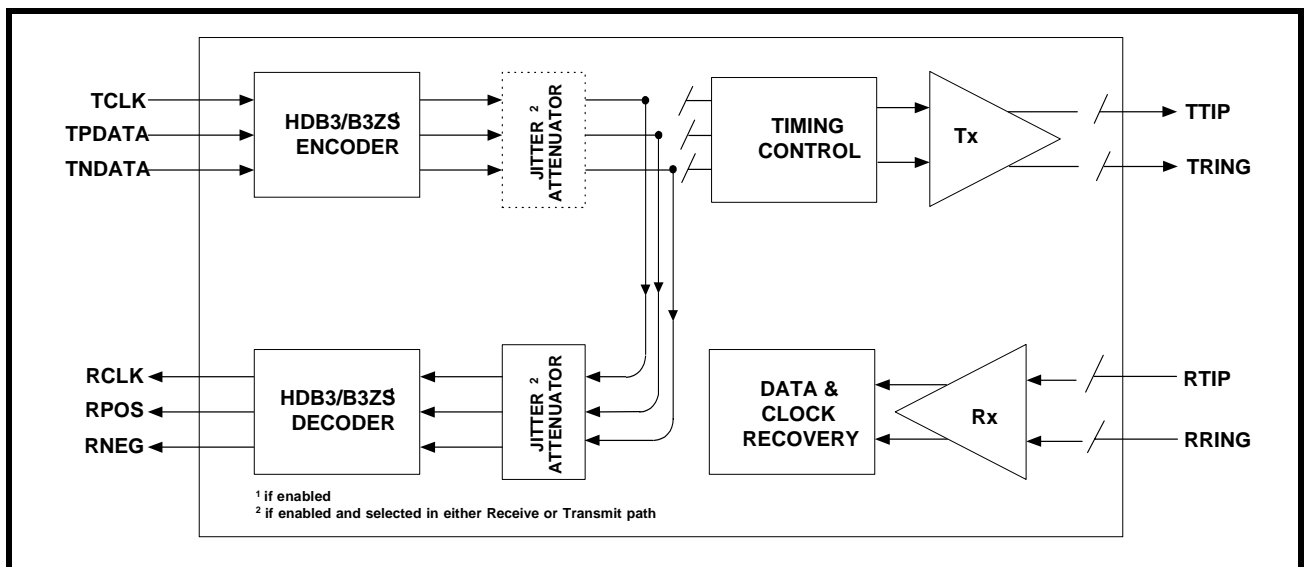 TCLK
TPDATA
TNDATA
HDB3/B3ZS1
ENCODER
JITTER 2
ATTENUATOR
TIMING
CONTROL
Tx
TTIP
TRING
RCLK
RPOS
RNEG
HDB3/B3ZS1
DECODER
JITTER 2
ATTENUATOR
DATA &
CLOCK
RECOVERY
Rx
RTIP
RRING
1 if enabled
2 if enabled and selected in either Receive or Transmit path